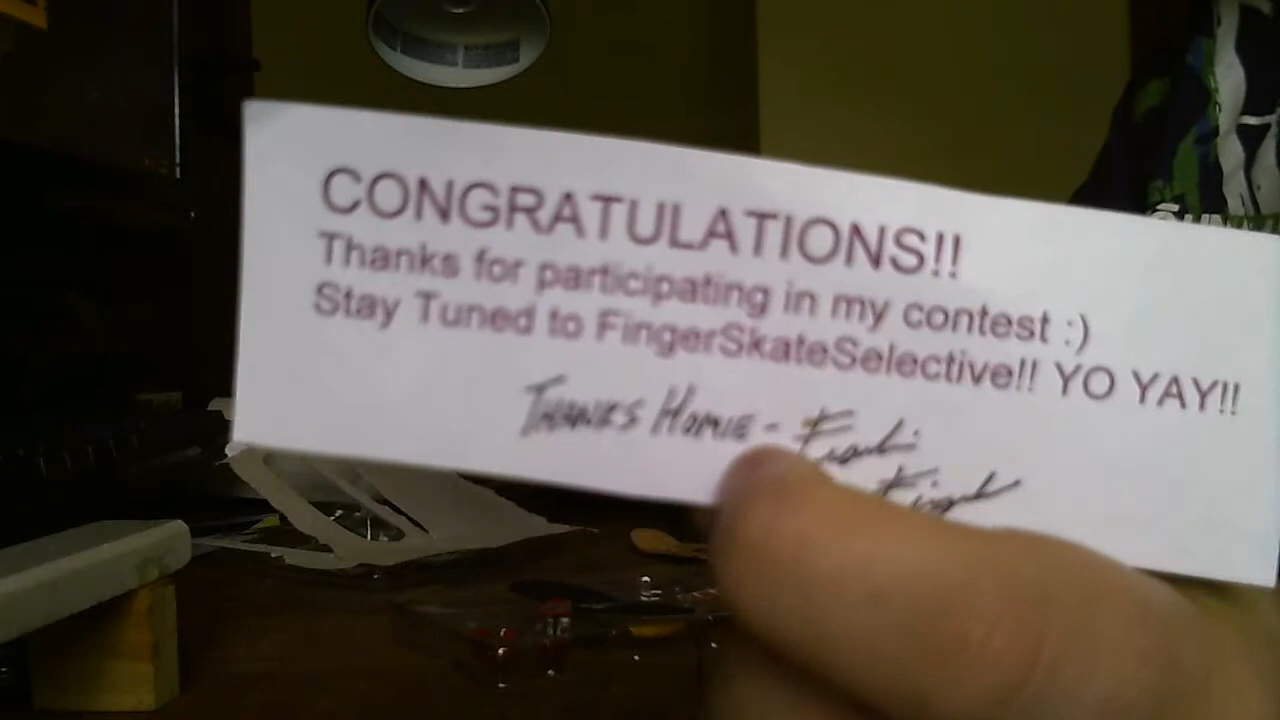 CONGRATULATIONS!!
Thanks for participating in my contest :)
Stay Tuned to FingerSkateSelective!! YO YAY!!
THANKS HOMIE -